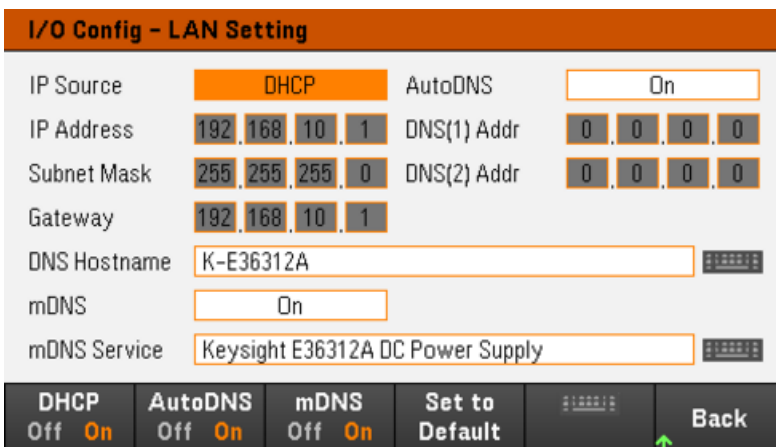 I/O Config - LAN Setting
IP Source DHCP AutoDNS On
IP Address 192.168.10.1 DNS(1) Addr 0.0.0.0
Subnet Mask 255.255.255.0 DNS(2) Addr 0.0.0.0
Gateway 192.168.10.1
DNS Hostname K-E36312A
mDNS On
mDNS Service Keysight E36312A DC Power Supply
DHCP AutoDNS mDNS Set to
Off On Off On Off On Default Back